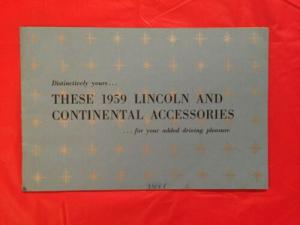 Distinctively yours...
THESE 1959 LINCOLN AND
CONTINENTAL ACCESSORIES
...for your added driving pleasure